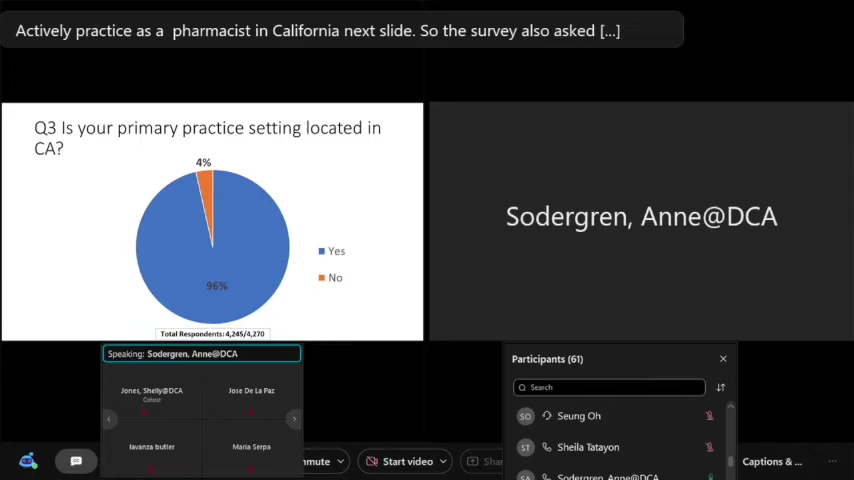 Actively practice as a pharmacist in California next slide. So the survey also asked [...]
Q3 Is your primary practice setting located in
CA?
4%
96%
Yes
No
Total Respondents: 4,245/4,270
Sodergren, Anne@DCA
Speaking: Sodergren, Anne@DCA
Jones, Shelly@DCA
Cohost
Jose De La Paz
lavanza butler
Maria Serpa
Participants (61)
Search
SO Seung Oh
ST Sheila Tatayon
SA Sodergren, Anne@DCA
mute
Start video
Shar
Captions & ...